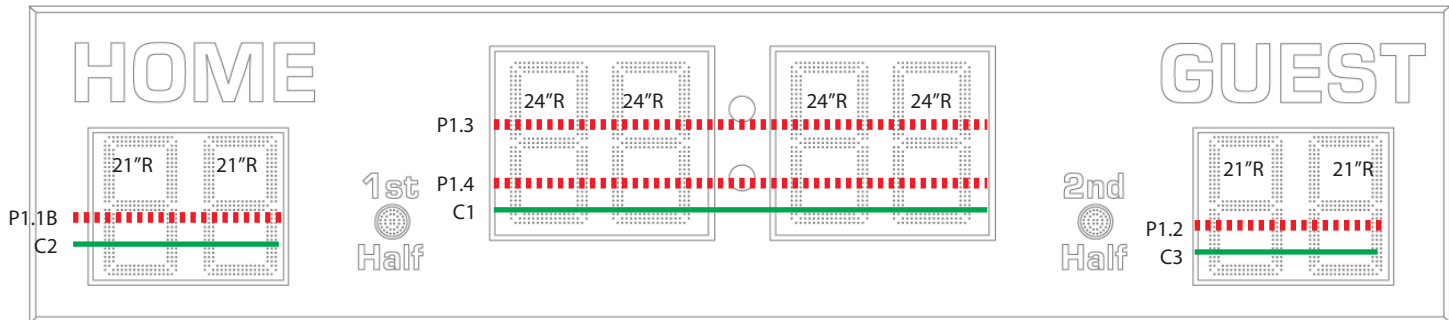 HOME
GUEST
24”R 24”R 24”R 24”R
P1.3
21”R 21”R
21”R 21”R
1st
Half
P1.4
C1
2nd
Half
P1.1B
C2
P1.2
C3